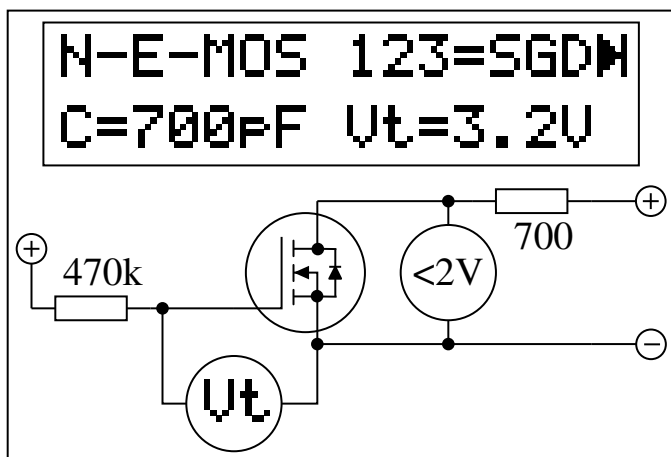 N-E-MOS 123=SGD
C=700pF Vt=3.2V
+
+
700
470k
<2V
−
Vt